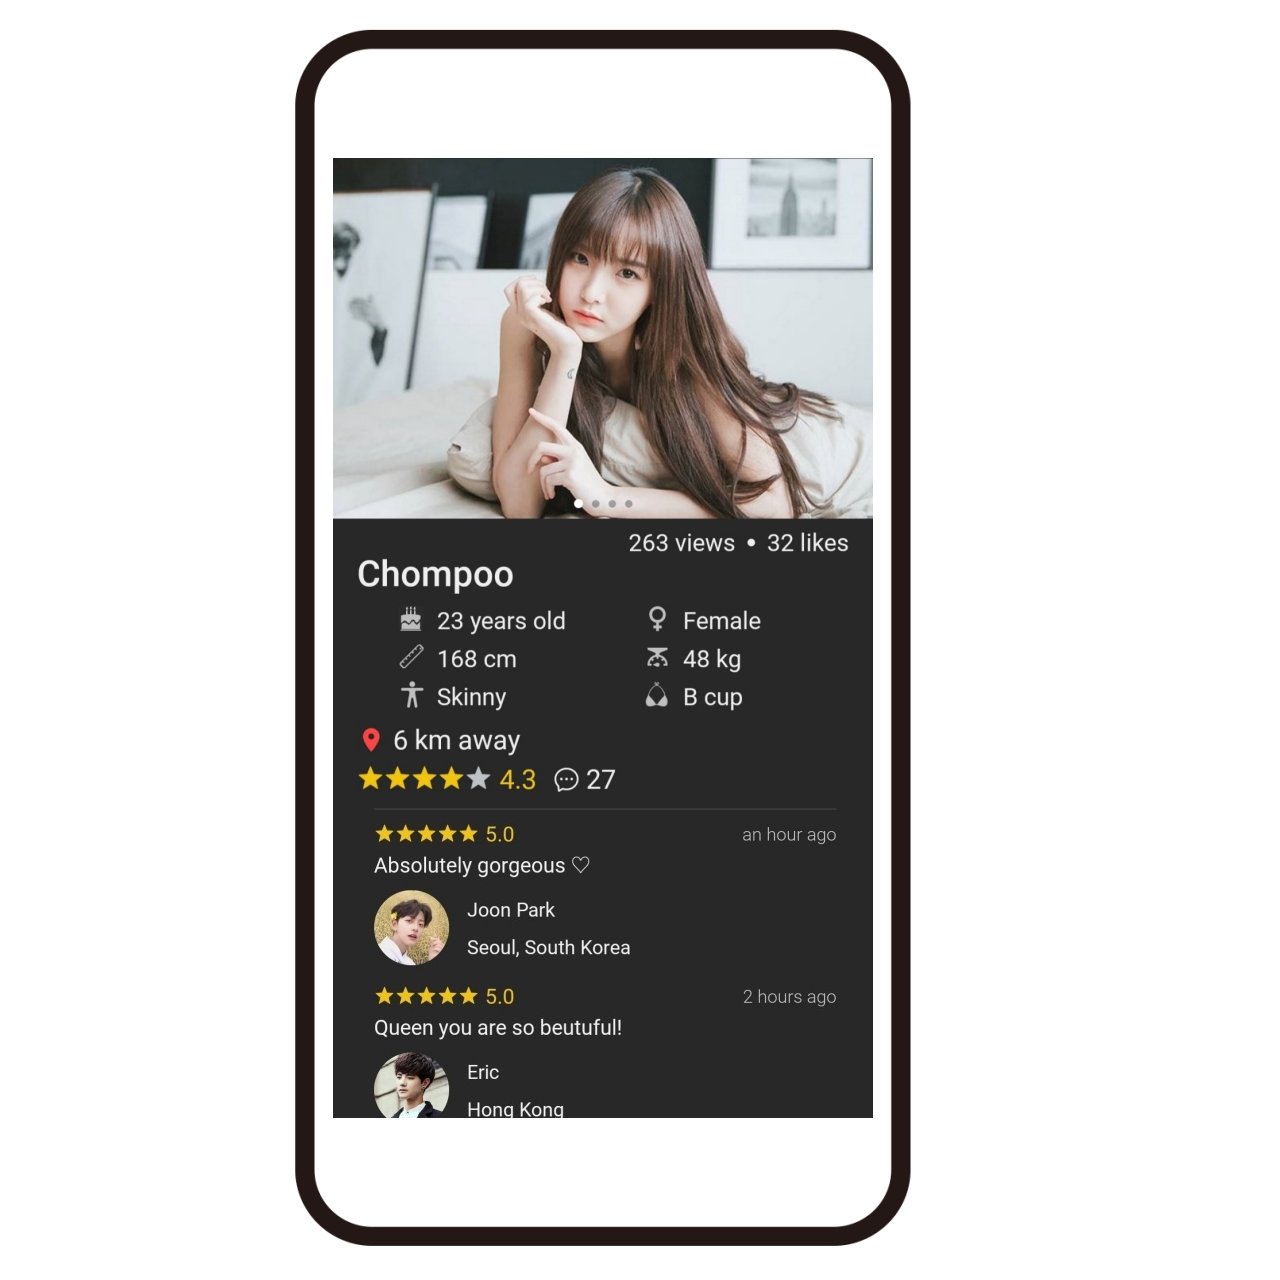 263 views • 32 likes
Chompoo
23 years old
Female
168 cm
48 kg
Skinny
B cup
6 km away
4.3
27
5.0
an hour ago
Absolutely gorgeous ♡
Joon Park
Seoul, South Korea
5.0
2 hours ago
Queen you are so beutuful!
Eric
Hong Kong